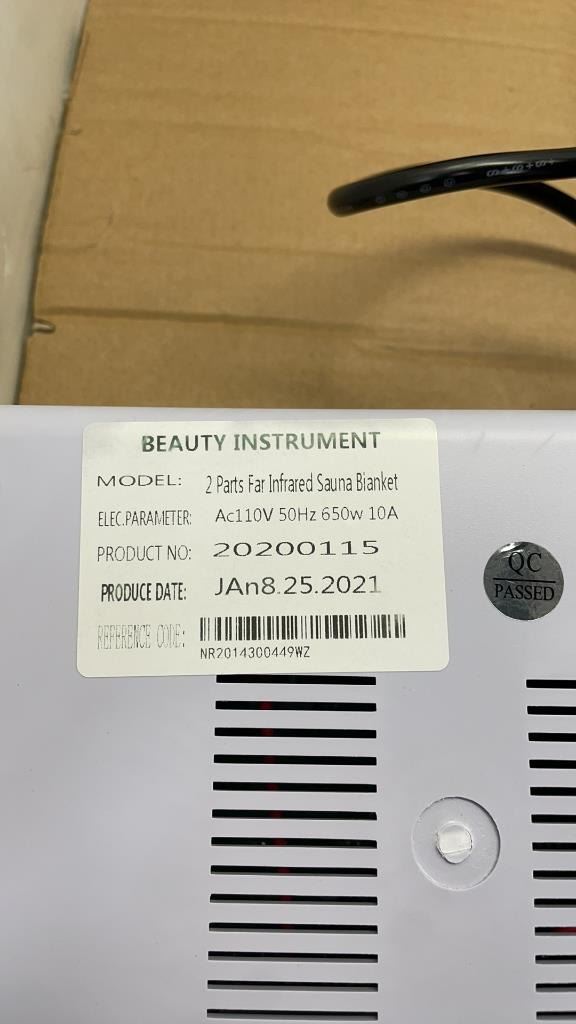 BEAUTY INSTRUMENT
MODEL: 2 Parts Far Infrared Sauna Bianket
ELEC.PARAMETER: Ac110V 50Hz 650w 10A
PRODUCT NO: 20200115
PRODUCE DATE: JAn8.25.2021
REFERENCE CODE:
NR2014300449WZ
QC
PASSED